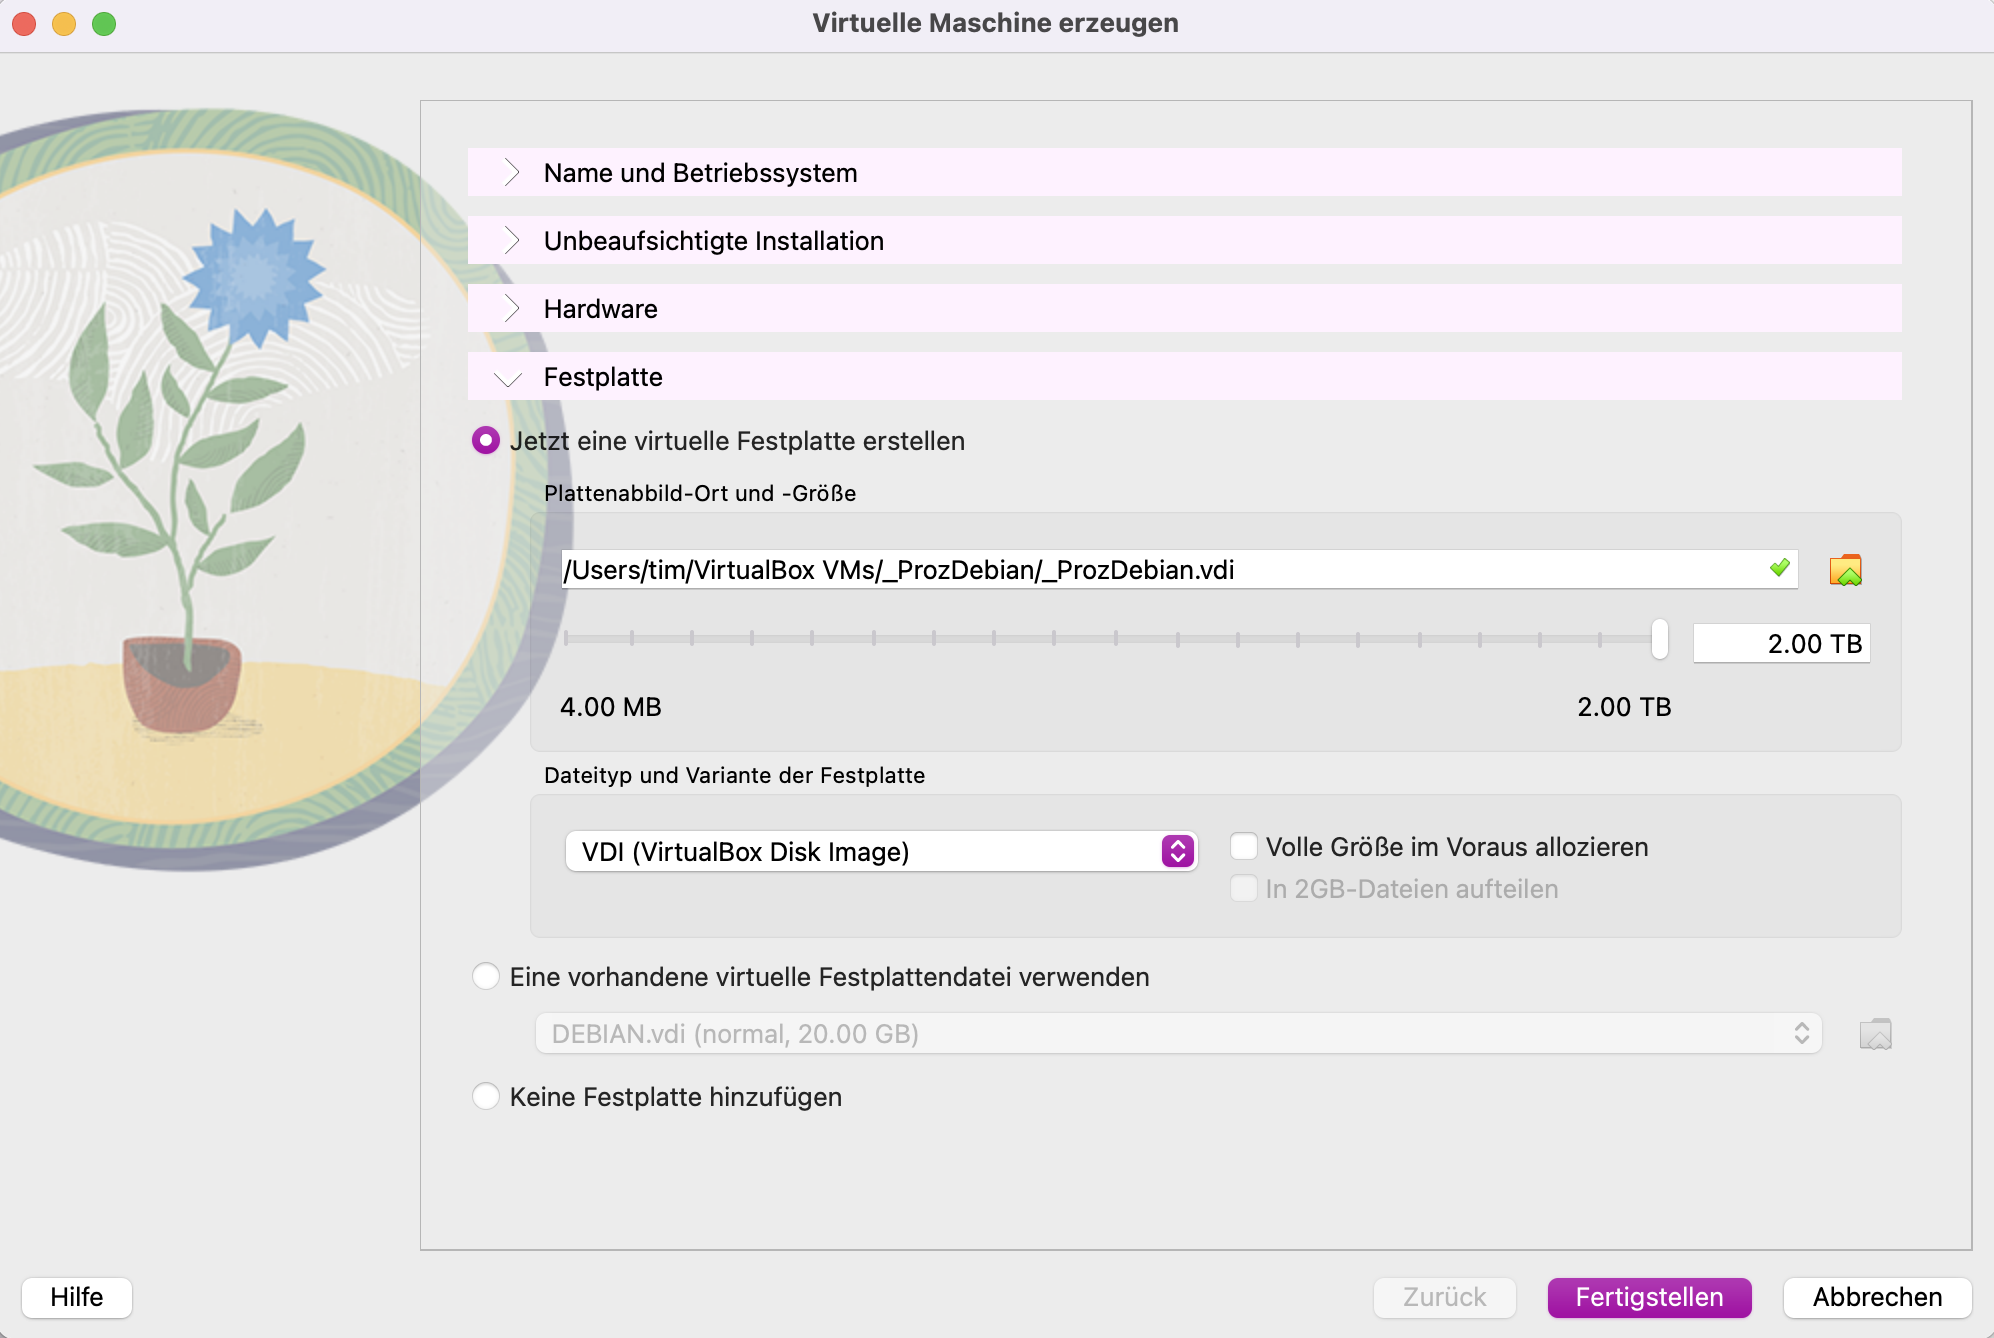 Virtuelle Maschine erzeugen
Name und Betriebssystem
Unbeaufsichtigte Installation
Hardware
Festplatte
Jetzt eine virtuelle Festplatte erstellen
Plattenabbild-Ort und -Größe
/Users/tim/VirtualBox VMs/_ProzDebian/_ProzDebian.vdi
2.00 TB
4.00 MB 2.00 TB
Dateityp und Variante der Festplatte
VDI (VirtualBox Disk Image)
Volle Größe im Voraus allozieren
In 2GB-Dateien aufteilen
Eine vorhandene virtuelle Festplattendatei verwenden
DEBIAN.vdi (normal, 20.00 GB)
Keine Festplatte hinzufügen
Hilfe Zurück Fertigstellen Abbrechen